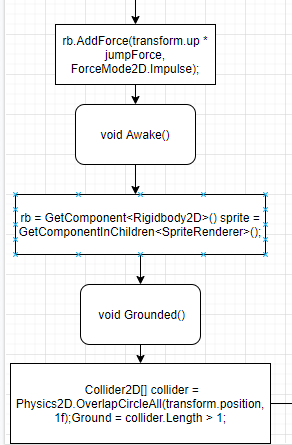 rb.AddForce(transform.up *
jumpForce,
ForceMode2D.Impulse);
void Awake()
rb = GetComponent<Rigidbody2D>() sprite =
GetComponentInChildren<SpriteRenderer>();
void Grounded()
Collider2D[] collider =
Physics2D.OverlapCircleAll(transform.position,
1f);Ground = collider.Length > 1;